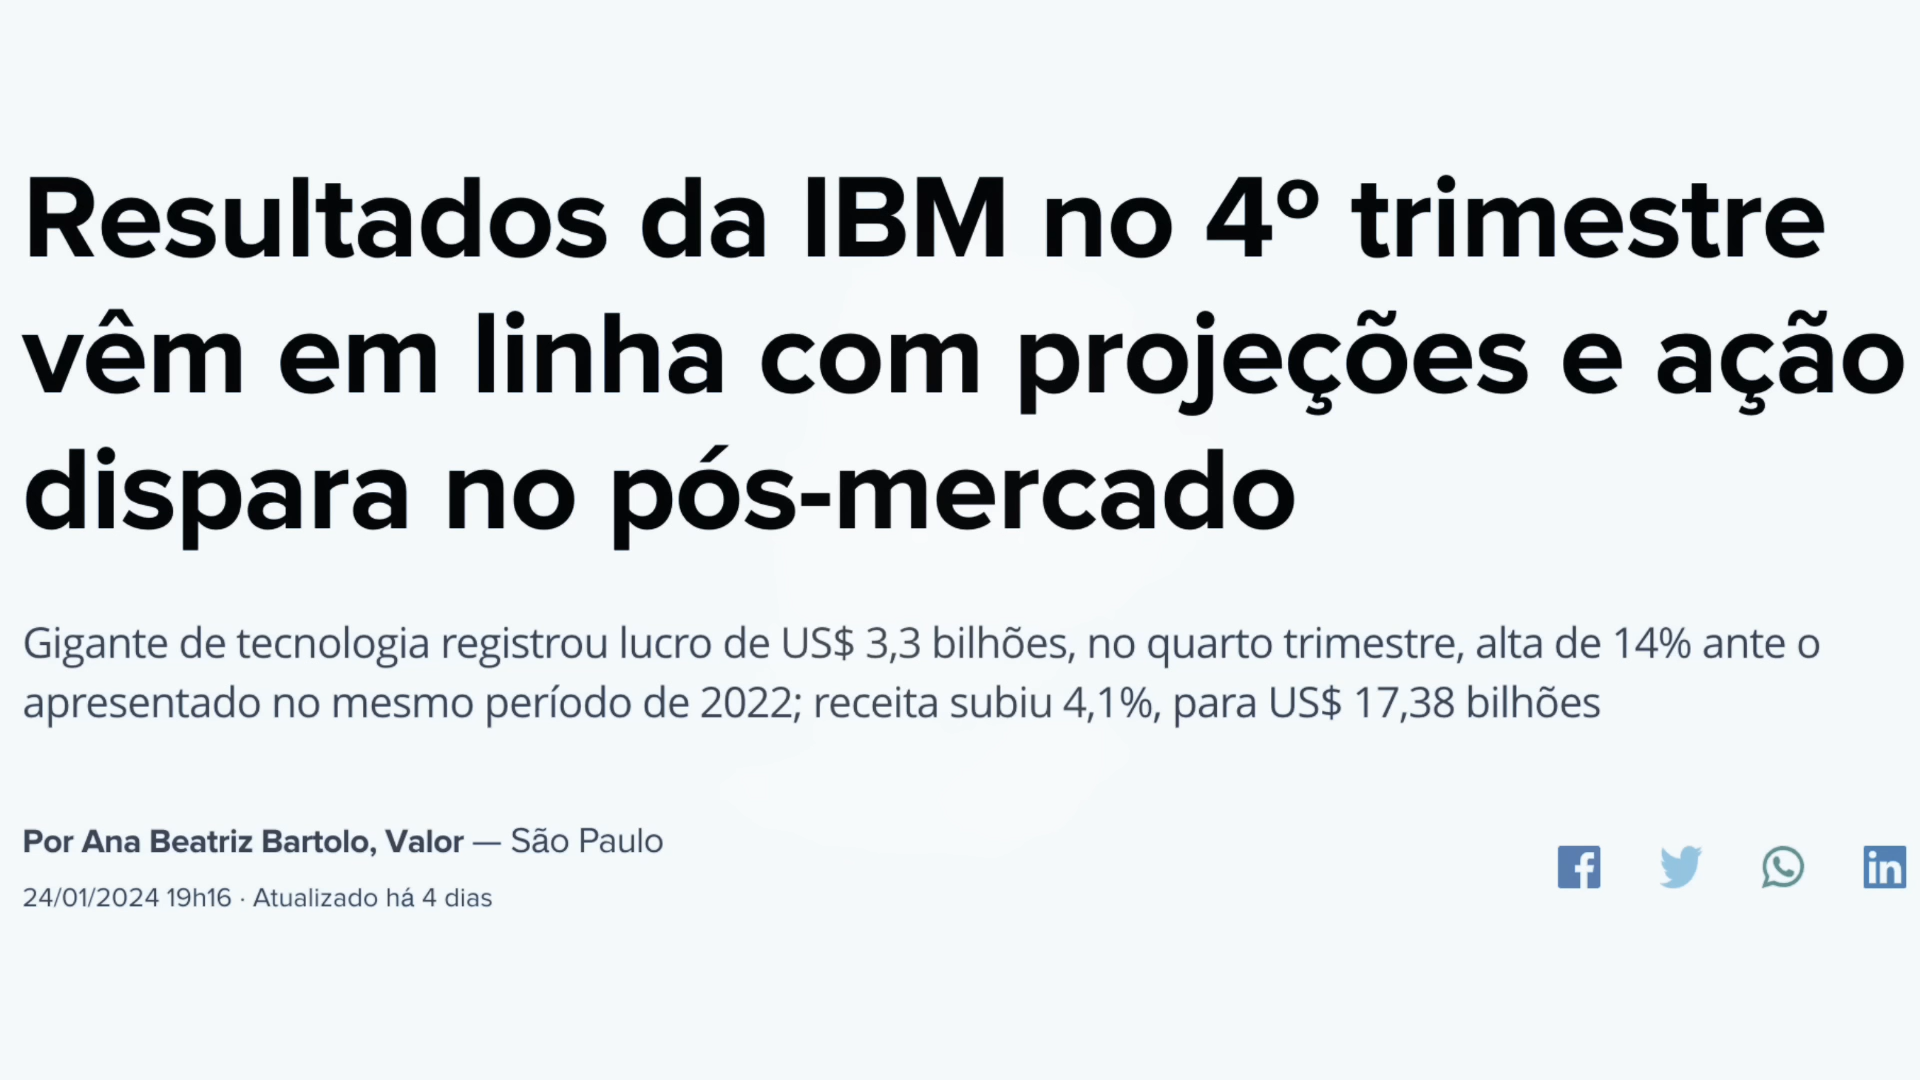 Resultados da IBM no 4º trimestre
vêm em linha com projeções e ação
dispara no pós-mercado
Gigante de tecnologia registrou lucro de US$ 3,3 bilhões, no quarto trimestre, alta de 14% ante o
apresentado no mesmo período de 2022; receita subiu 4,1%, para US$ 17,38 bilhões
Por Ana Beatriz Bartolo, Valor — São Paulo
24/01/2024 19h16 · Atualizado há 4 dias